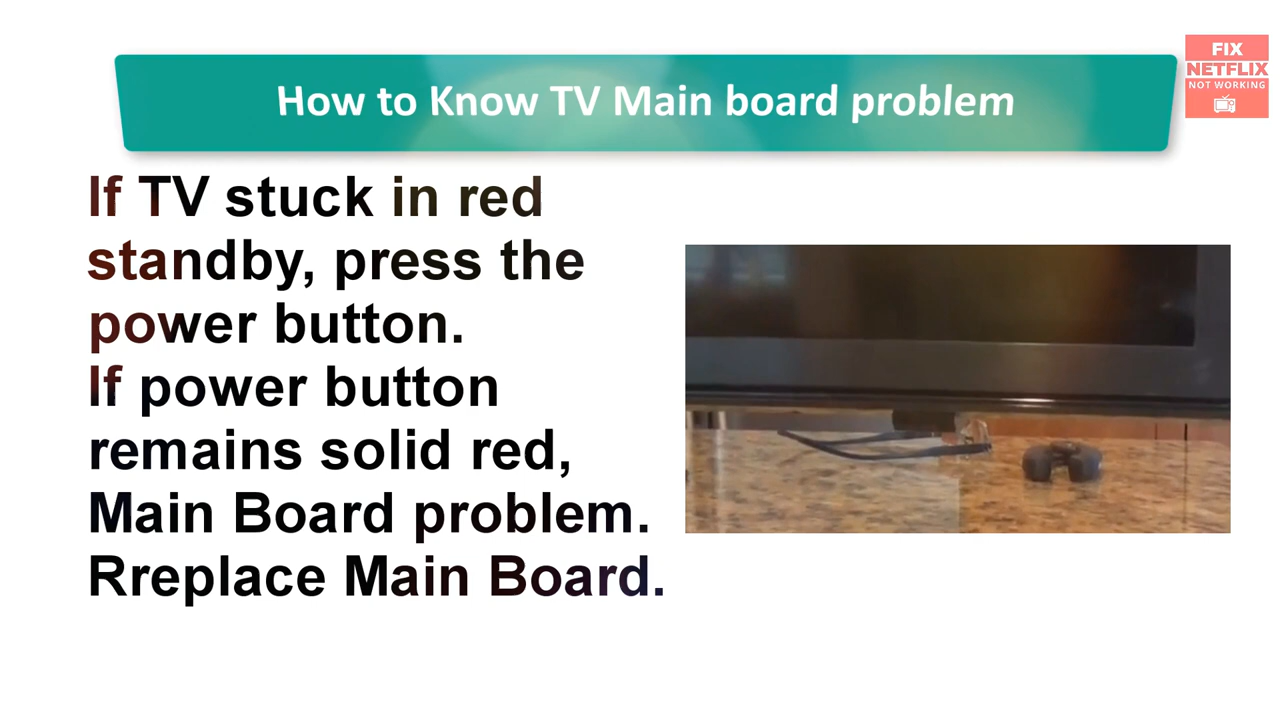 How to Know TV Main board problem
FIX
NETFLIX
NOT WORKING
If TV stuck in red
standby, press the
power button.
If power button
remains solid red,
Main Board problem.
Rreplace Main Board.